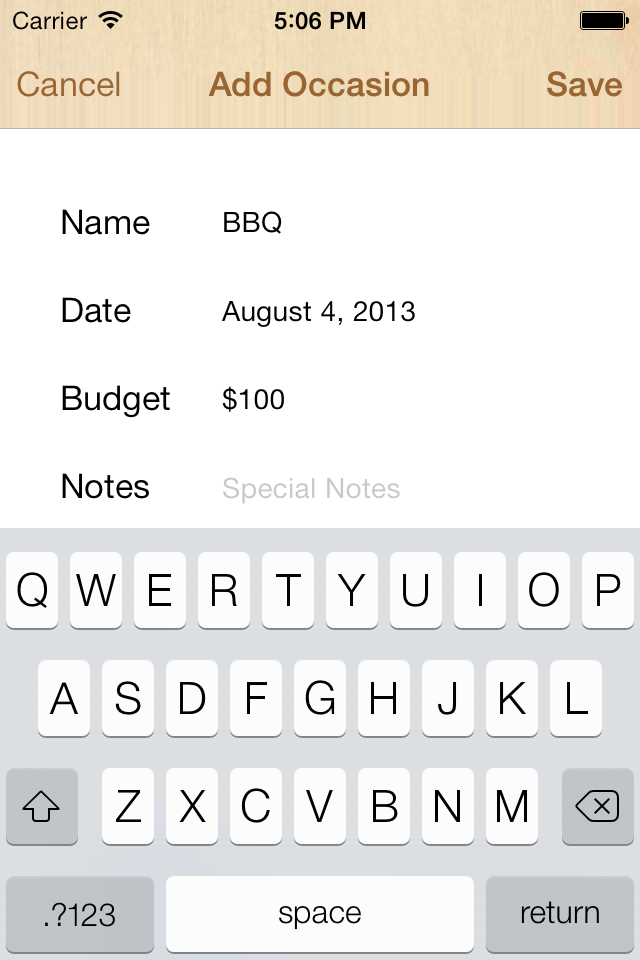 Carrier 5:06 PM
Cancel Add Occasion Save
Name BBQ
Date August 4, 2013
Budget $100
Notes Special Notes
Q W E R T Y U I O P
A S D F G H J K L
Z X C V B N M
.?123 space return